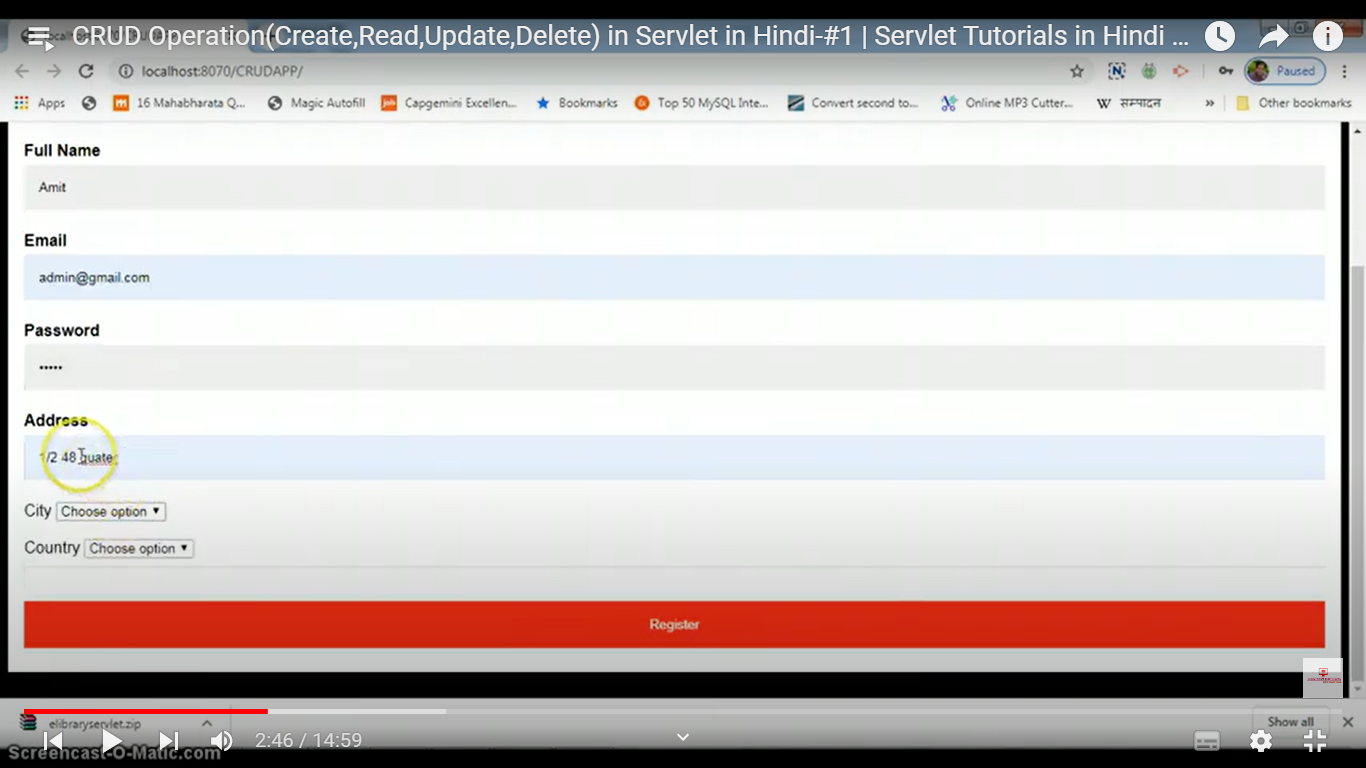 CRUD Operation(Create,Read,Update,Delete) in Servlet in Hindi-#1 | Servlet Tutorials in Hindi ...
localhost:8070/CRUDAPP/
Paused
Apps
16 Mahabharata Q...
Magic Autofill
Capgemini Excellen...
Bookmarks
Top 50 MySQL Inte...
Convert second to...
Online MP3 Cutter...
W सम्पादन
»
Other bookmarks
Full Name
Amit
Email
admin@gmail.com
Password
•••••
Address
1/2 48 quater
City Choose option
Country Choose option
Register
elibraryservlet.zip
Show all
2:46 / 14:59
Screencast-O-Matic.com